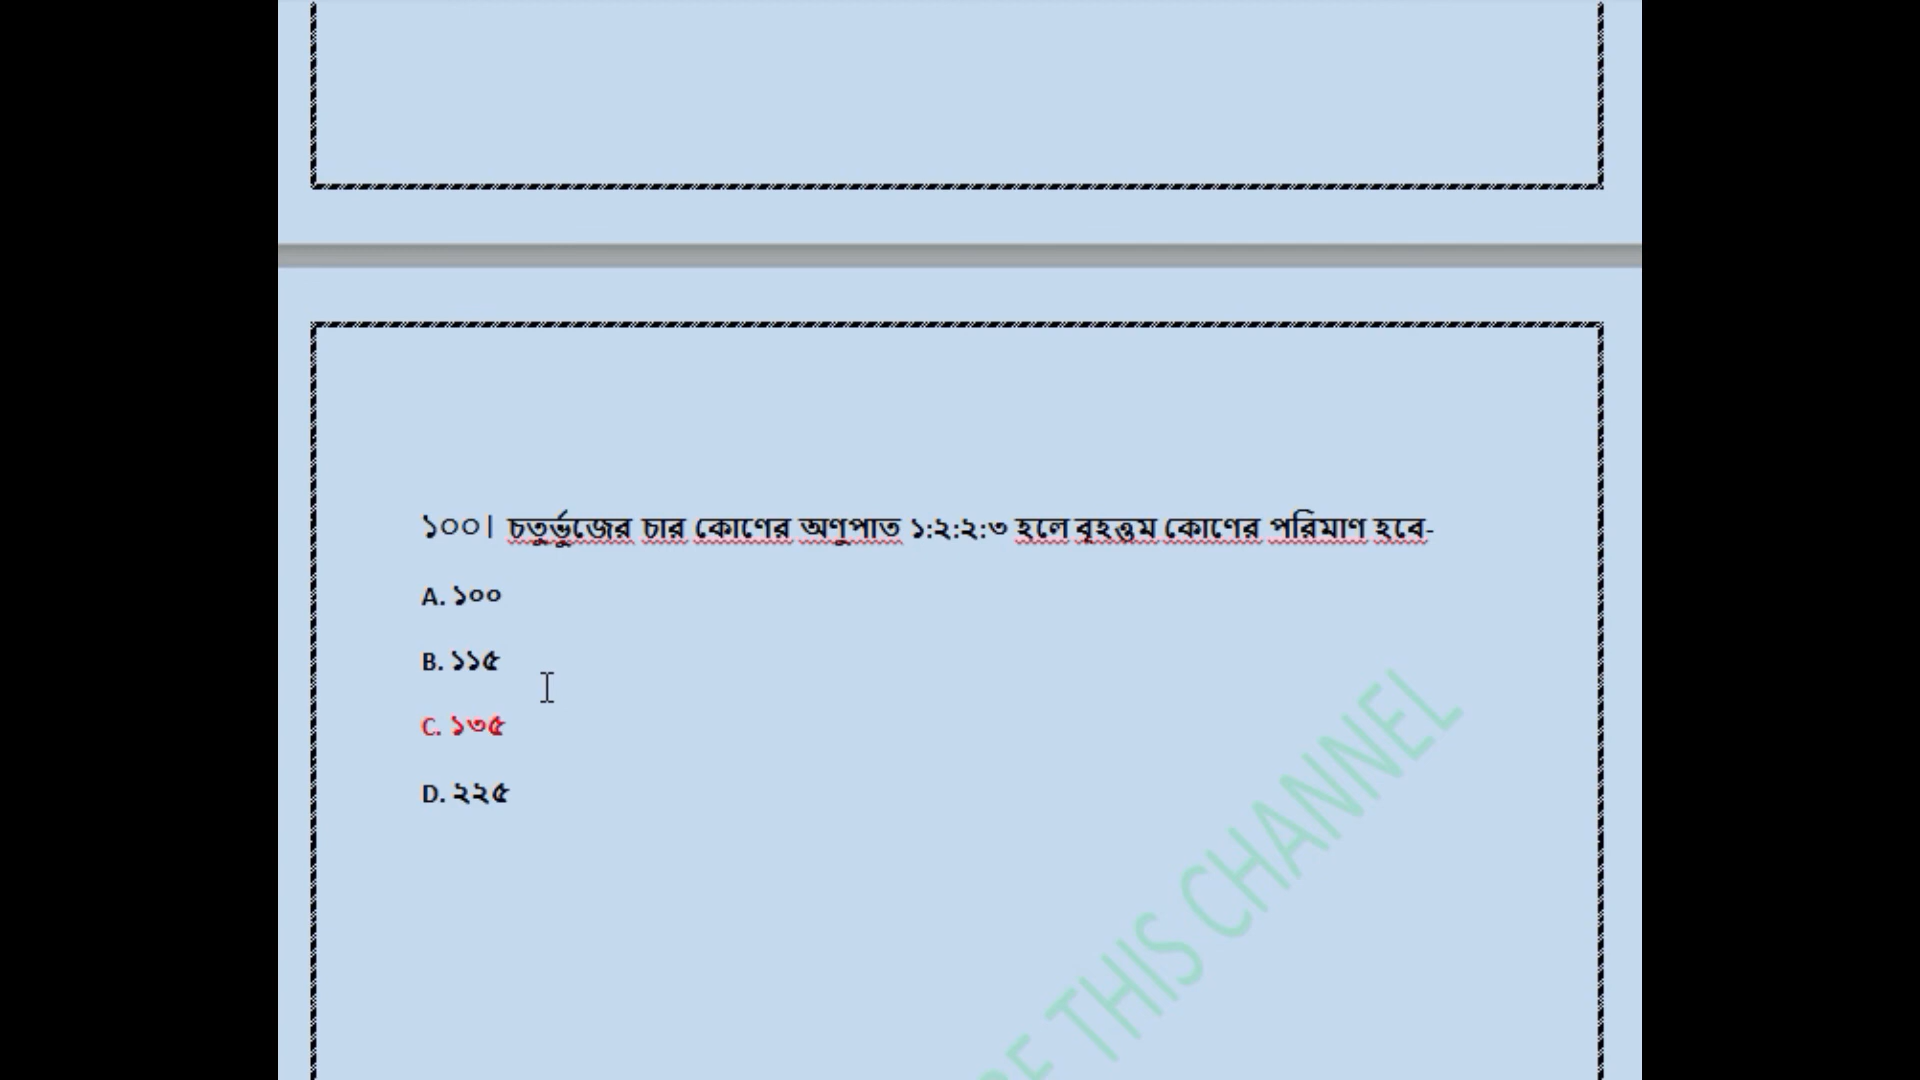 ১০০। চতুর্ভুজের চার কোণের অণুপাত ১:২:২:৩ হলে বৃহত্তম কোণের পরিমাণ হবে-
A. ১০০
B. ১১৫
C. ১৩৫
D. ২২৫
THIS CHANNEL